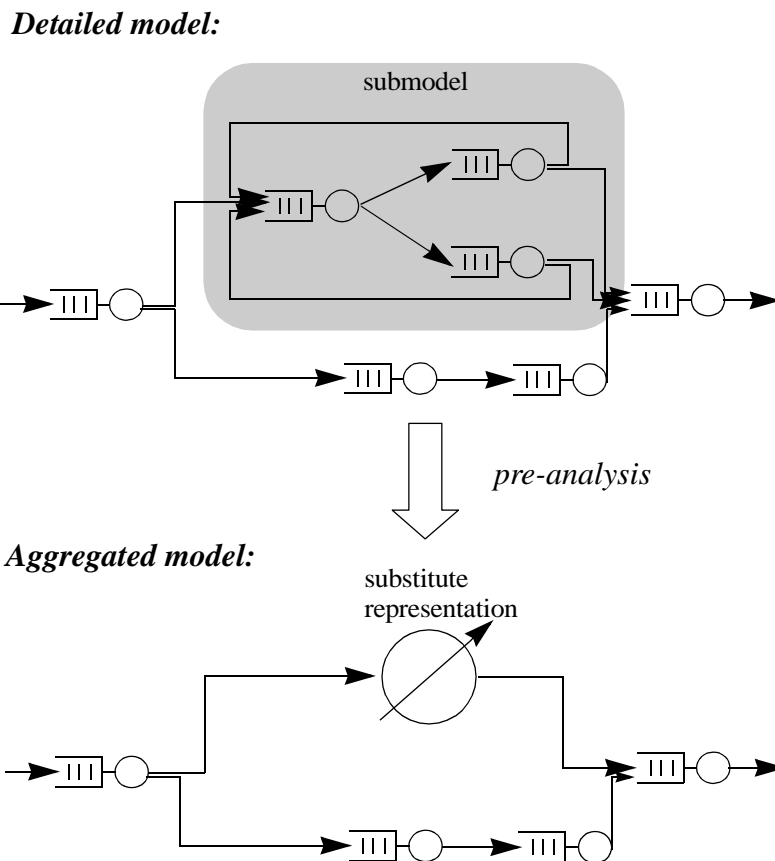 Detailed model:
submodel
pre-analysis
Aggregated model:
substitute
representation